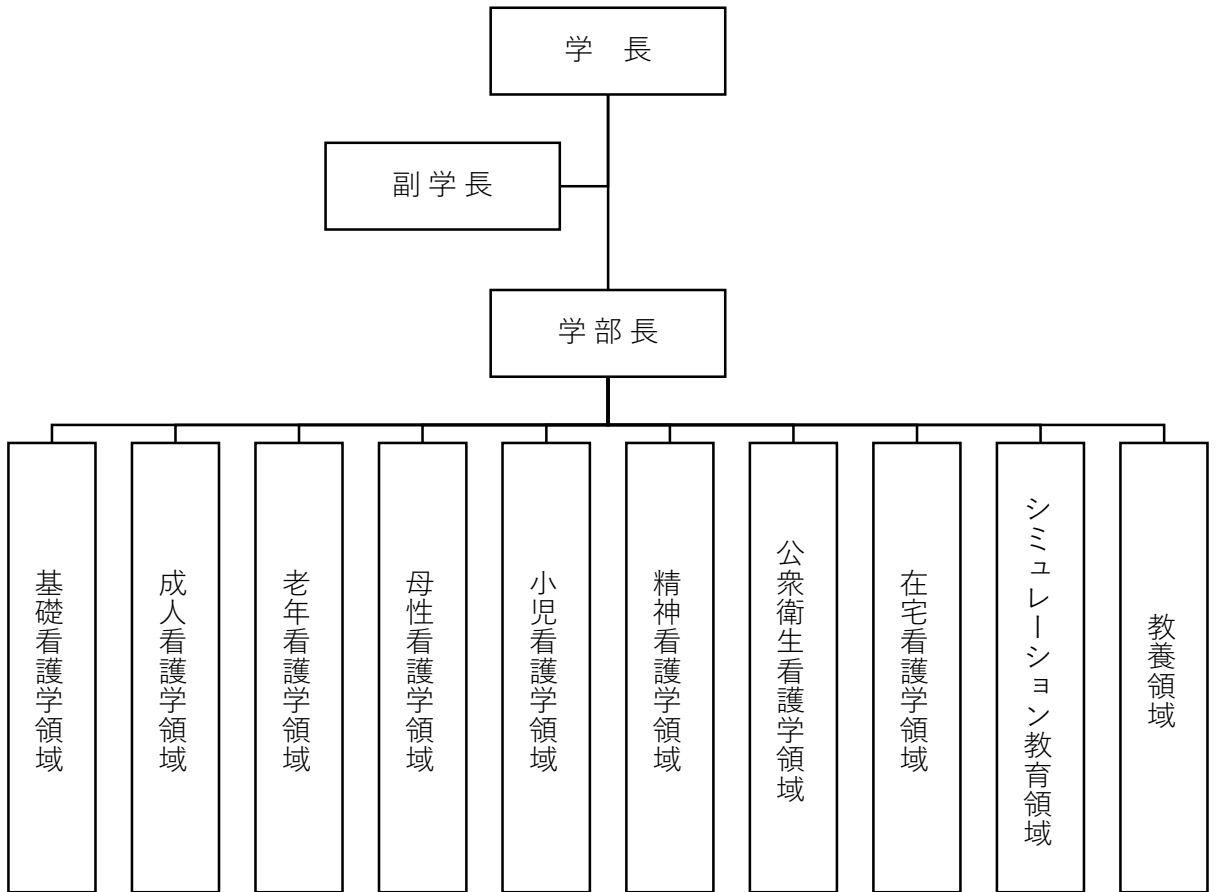 学　長
副 学 長
学 部 長
基礎看護学領域
成人看護学領域
老年看護学領域
母性看護学領域
小児看護学領域
精神看護学領域
公衆衛生看護学領域
在宅看護学領域
シミュレーション教育領域
教養領域